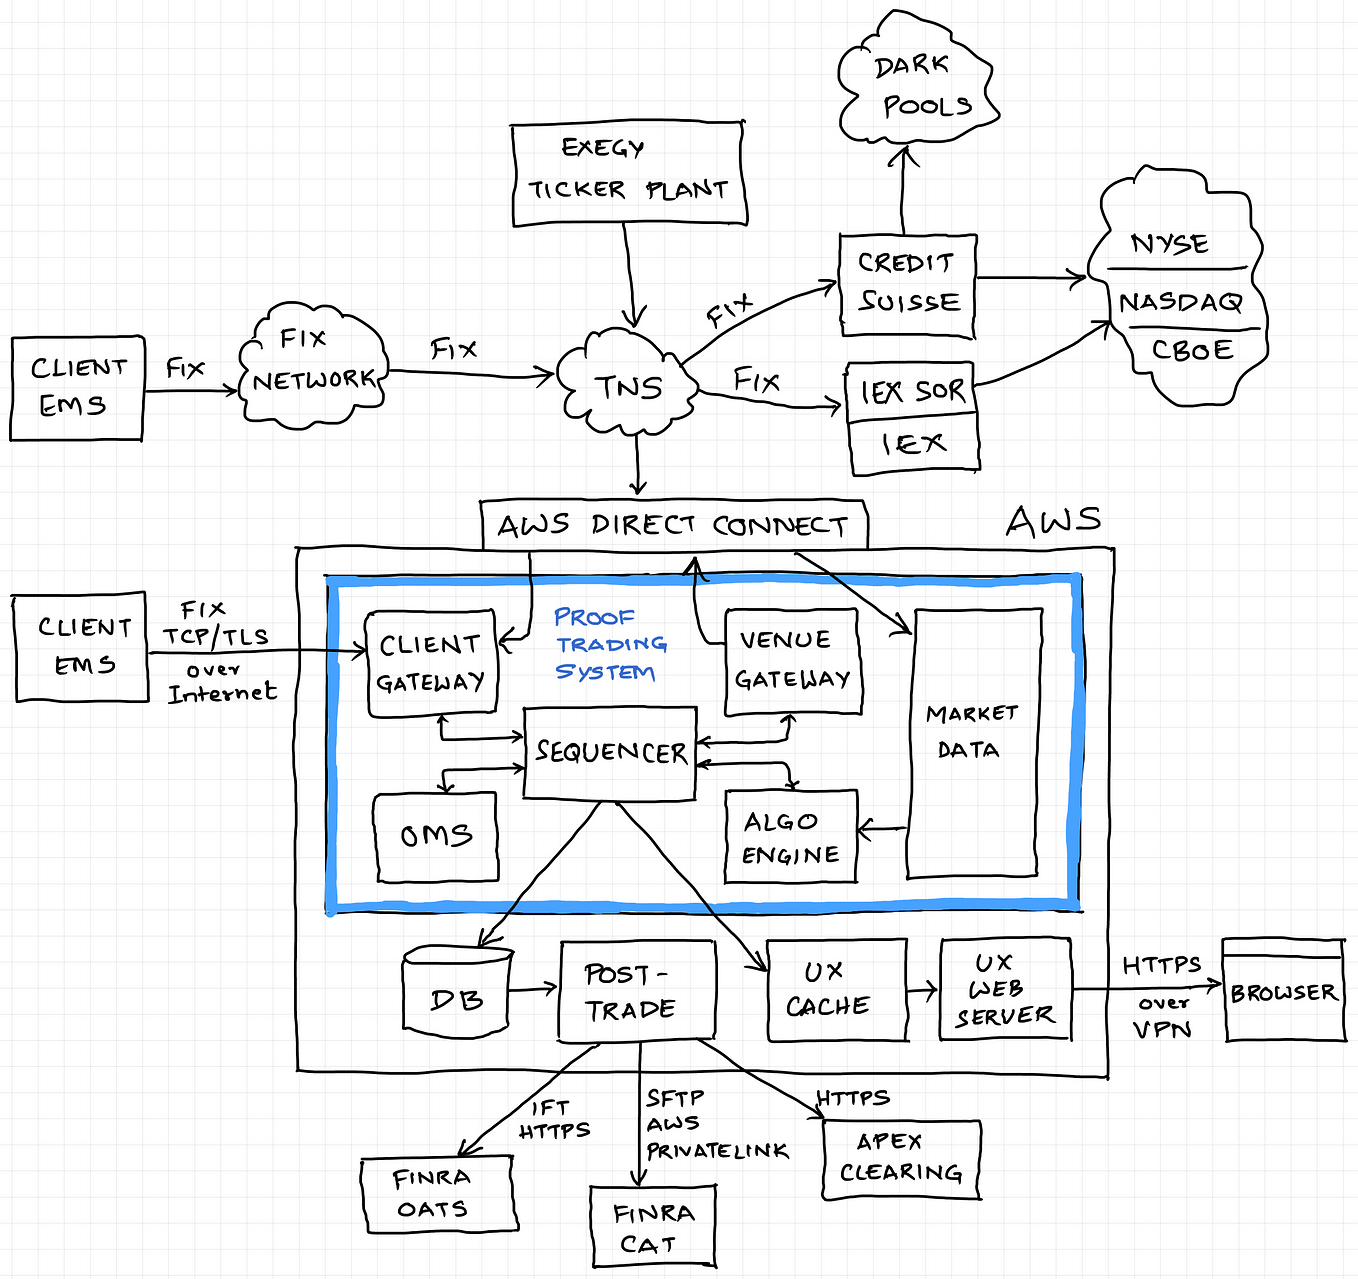 DARK
POOLS
EXEGY
TICKER PLANT
NYSE
NASDAQ
CBOE
CREDIT
SUISSE
FIX
FIX
NETWORK
CLIENT
EMS
FIX
FIX
TNS
FIX
IEX SOR
IEX
AWS DIRECT CONNECT
AWS
CLIENT
EMS
FIX
TCP/TLS
over
Internet
CLIENT
GATEWAY
PROOF
TRADING
SYSTEM
VENUE
GATEWAY
MARKET
DATA
SEQUENCER
OMS
ALGO
ENGINE
DB
POST-
TRADE
UX
CACHE
UX
WEB
SERVER
HTTPS
over
VPN
BROWSER
IFT
HTTPS
SFTP
AWS
PRIVATELINK
HTTPS
FINRA
OATS
FINRA
CAT
APEX
CLEARING